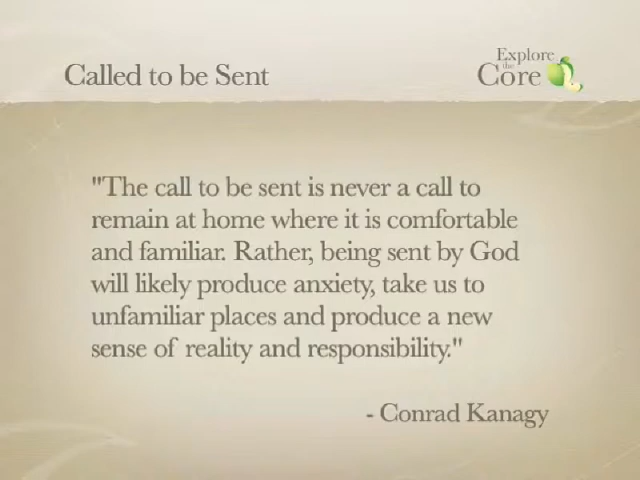 Called to be Sent
Explore
the
Core
"The call to be sent is never a call to
remain at home where it is comfortable
and familiar. Rather, being sent by God
will likely produce anxiety, take us to
unfamiliar places and produce a new
sense of reality and responsibility."
- Conrad Kanagy